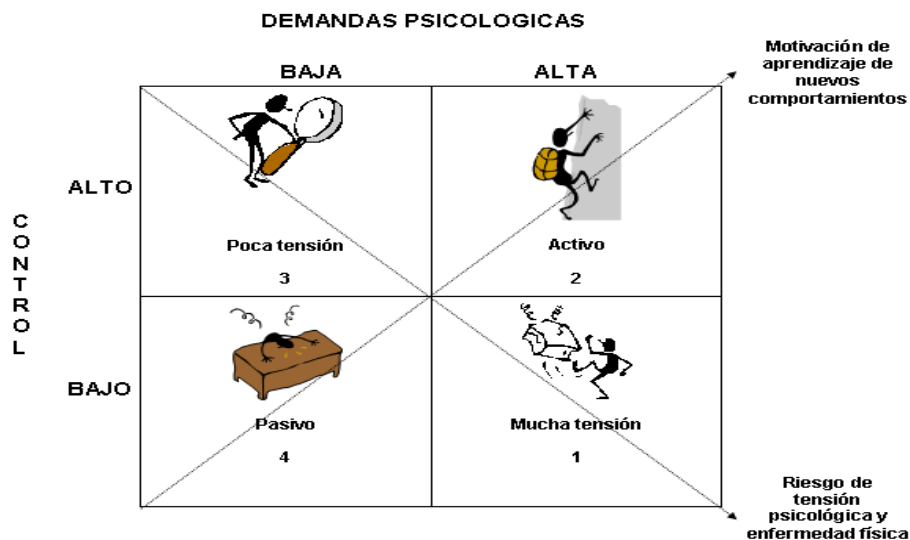 DEMANDAS PSICOLOGICAS
BAJA
ALTA
Motivación de
aprendizaje de
nuevos
comportamientos
CONTROL
ALTO
Poca tensión
3
Activo
2
BAJO
Pasivo
4
Mucha tensión
1
Riesgo de
tensión
psicológica y
enfermedad física